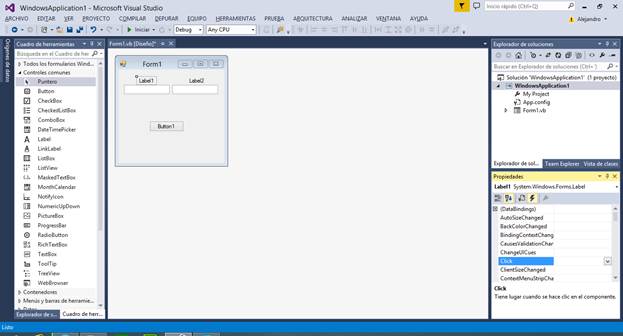 WindowsApplication1 - Microsoft Visual Studio
Inicio rápido (Ctrl+')
ARCHIVO EDITAR VER PROYECTO COMPILAR DEPURAR EQUIPO HERRAMIENTAS PRUEBA ARQUITECTURA ANALIZAR VENTANA AYUDA
Alejandro
Iniciar Debug Any CPU
Orígenes de datos
Cuadro de herramientas
Búsqueda en el Cuadro de her
Todos los formularios Windo
Controles comunes
Puntero
Button
CheckBox
CheckedListBox
ComboBox
DateTimePicker
Label
LinkLabel
ListBox
ListView
MaskedTextBox
MonthCalendar
NotifyIcon
NumericUpDown
PictureBox
ProgressBar
RadioButton
RichTextBox
TextBox
ToolTip
TreeView
WebBrowser
Contenedores
Menús y barras de herramie
Explorador de s...
Cuadro de her...
Form1.vb [Diseño]*
Form1
Label1
Label2
Button1
Explorador de soluciones
Buscar en Explorador de soluciones (Ctrl+')
Solución 'WindowsApplication1' (1 proyecto)
WindowsApplication1
My Project
App.config
Form1.vb
Explorador de sol...
Team Explorer
Vista de clases
Propiedades
Label1 System.Windows.Forms.Label
(DataBindings)
AutoSizeChanged
BackColorChanged
BindingContextChang
CausesValidationChar
ChangeUICues
Click
ClientSizeChanged
ContextMenuStripCha
Click
Tiene lugar cuando se hace clic en el componente.
Listo